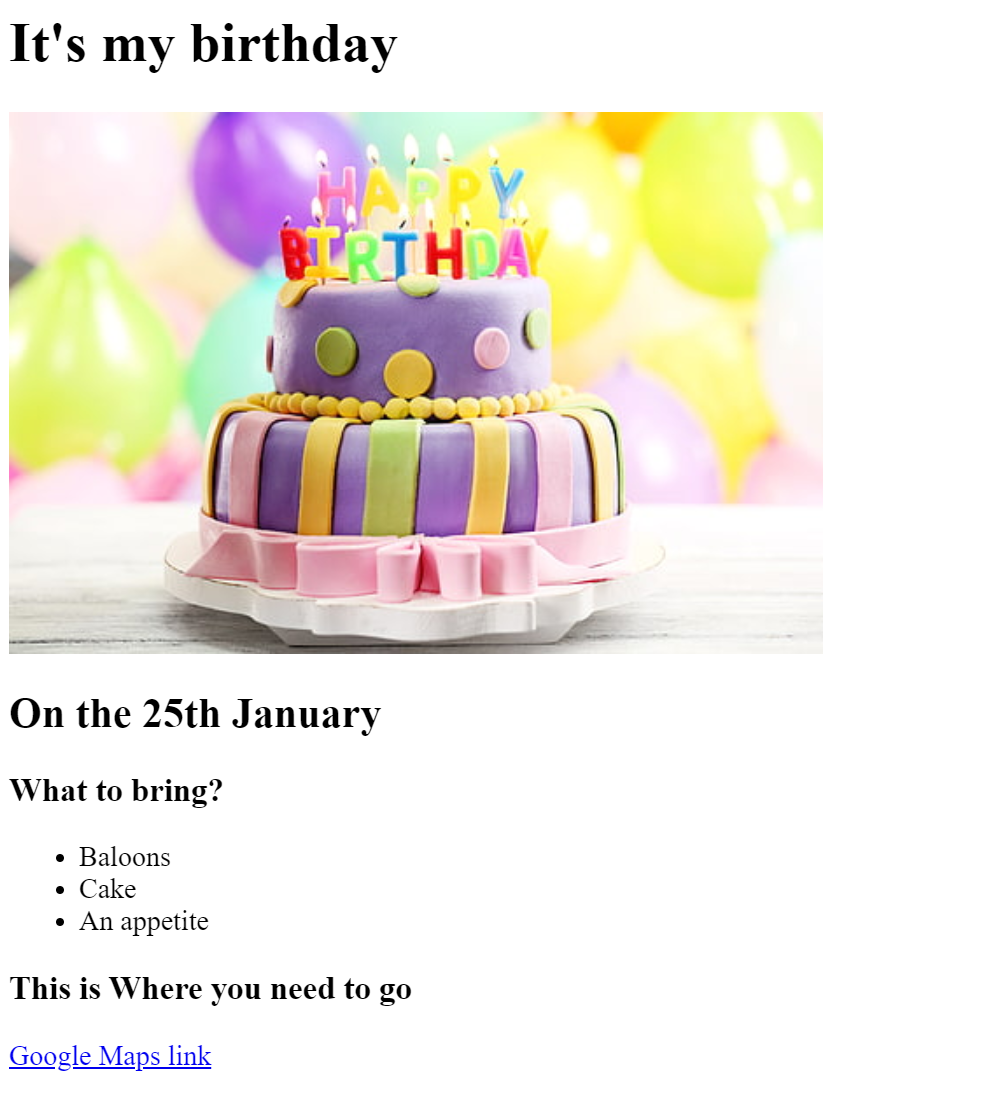 It's my birthday
HAPPY
BIRTHDAY
On the 25th January
What to bring?
Baloons
Cake
An appetite
This is Where you need to go
Google Maps link